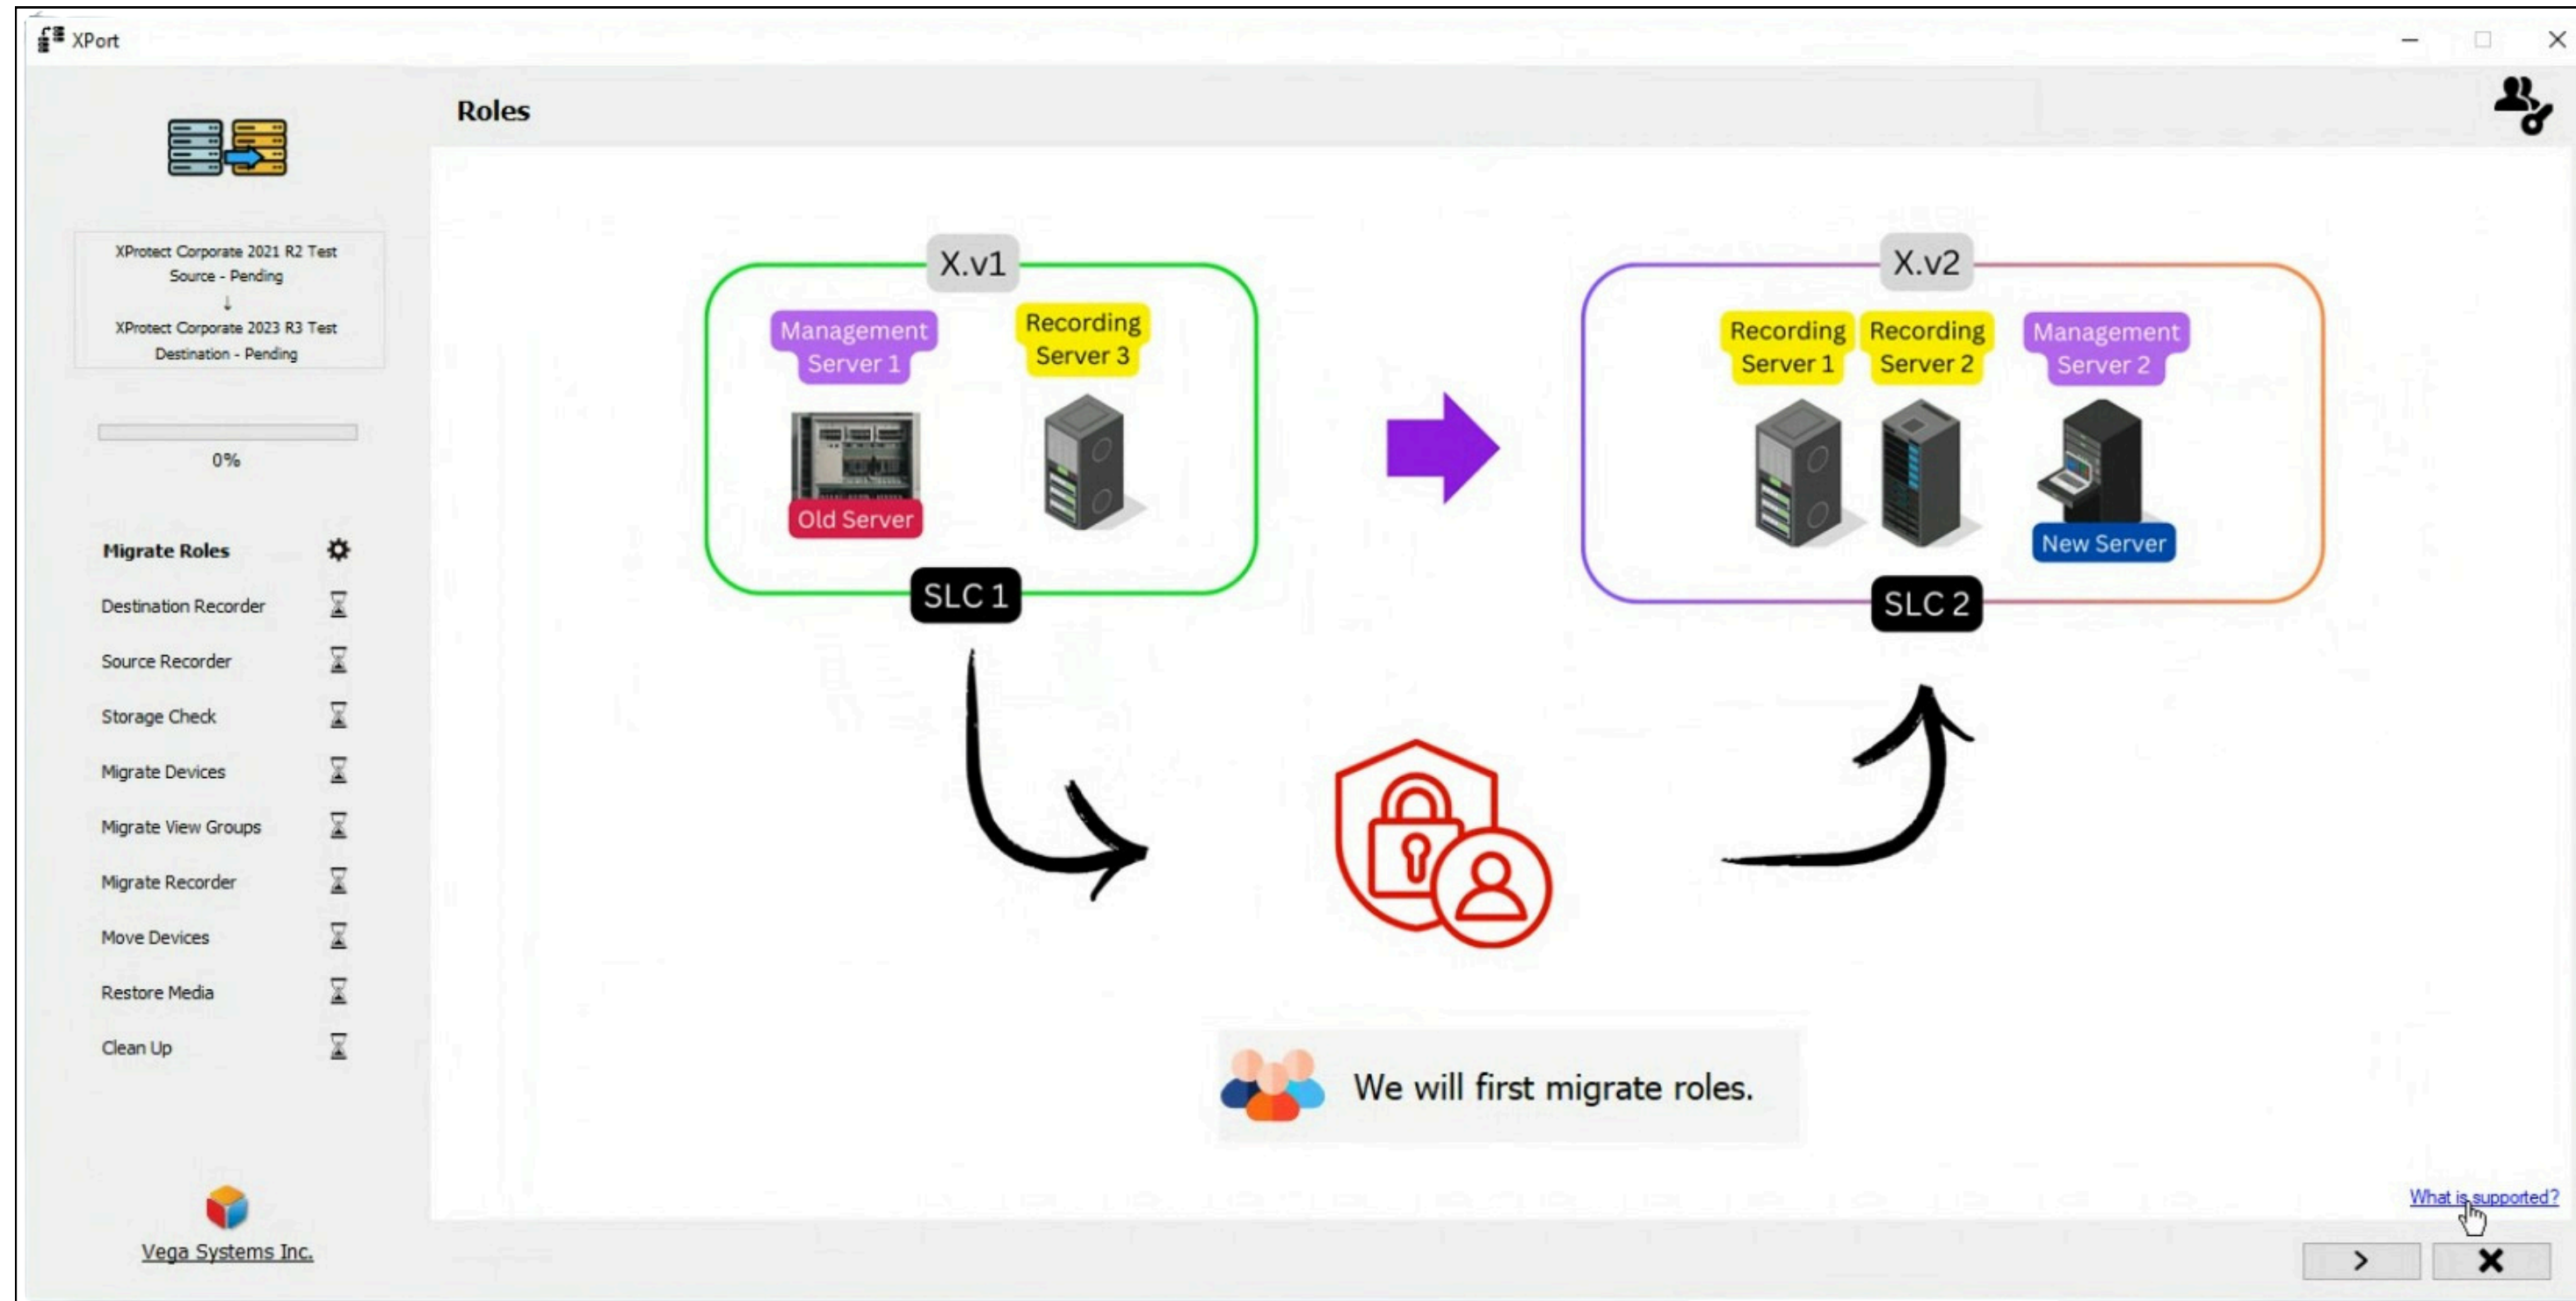 XPort
Roles
XProtect Corporate 2021 R2 Test
Source - Pending
↓
XProtect Corporate 2023 R3 Test
Destination - Pending
0%
Migrate Roles
Destination Recorder
Source Recorder
Storage Check
Migrate Devices
Migrate View Groups
Migrate Recorder
Move Devices
Restore Media
Clean Up
Vega Systems Inc.
X.v1
Management
Server 1
Recording
Server 3
Old Server
SLC 1
X.v2
Recording
Server 1
Recording
Server 2
Management
Server 2
New Server
SLC 2
We will first migrate roles.
What is supported?